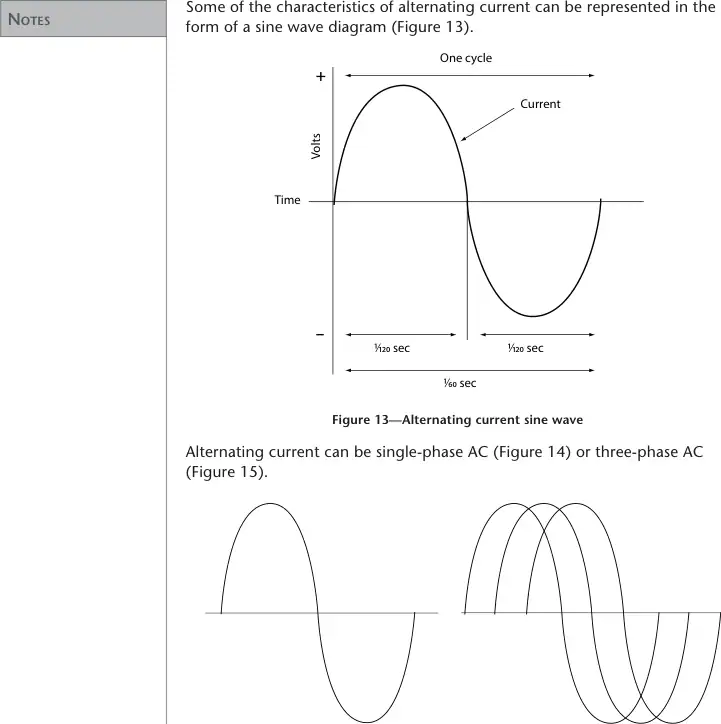 NOTES
Some of the characteristics of alternating current can be represented in the
form of a sine wave diagram (Figure 13).
One cycle
+
Current
Volts
Time
–
1/120 sec
1/120 sec
1/60 sec
Figure 13—Alternating current sine wave
Alternating current can be single-phase AC (Figure 14) or three-phase AC
(Figure 15).